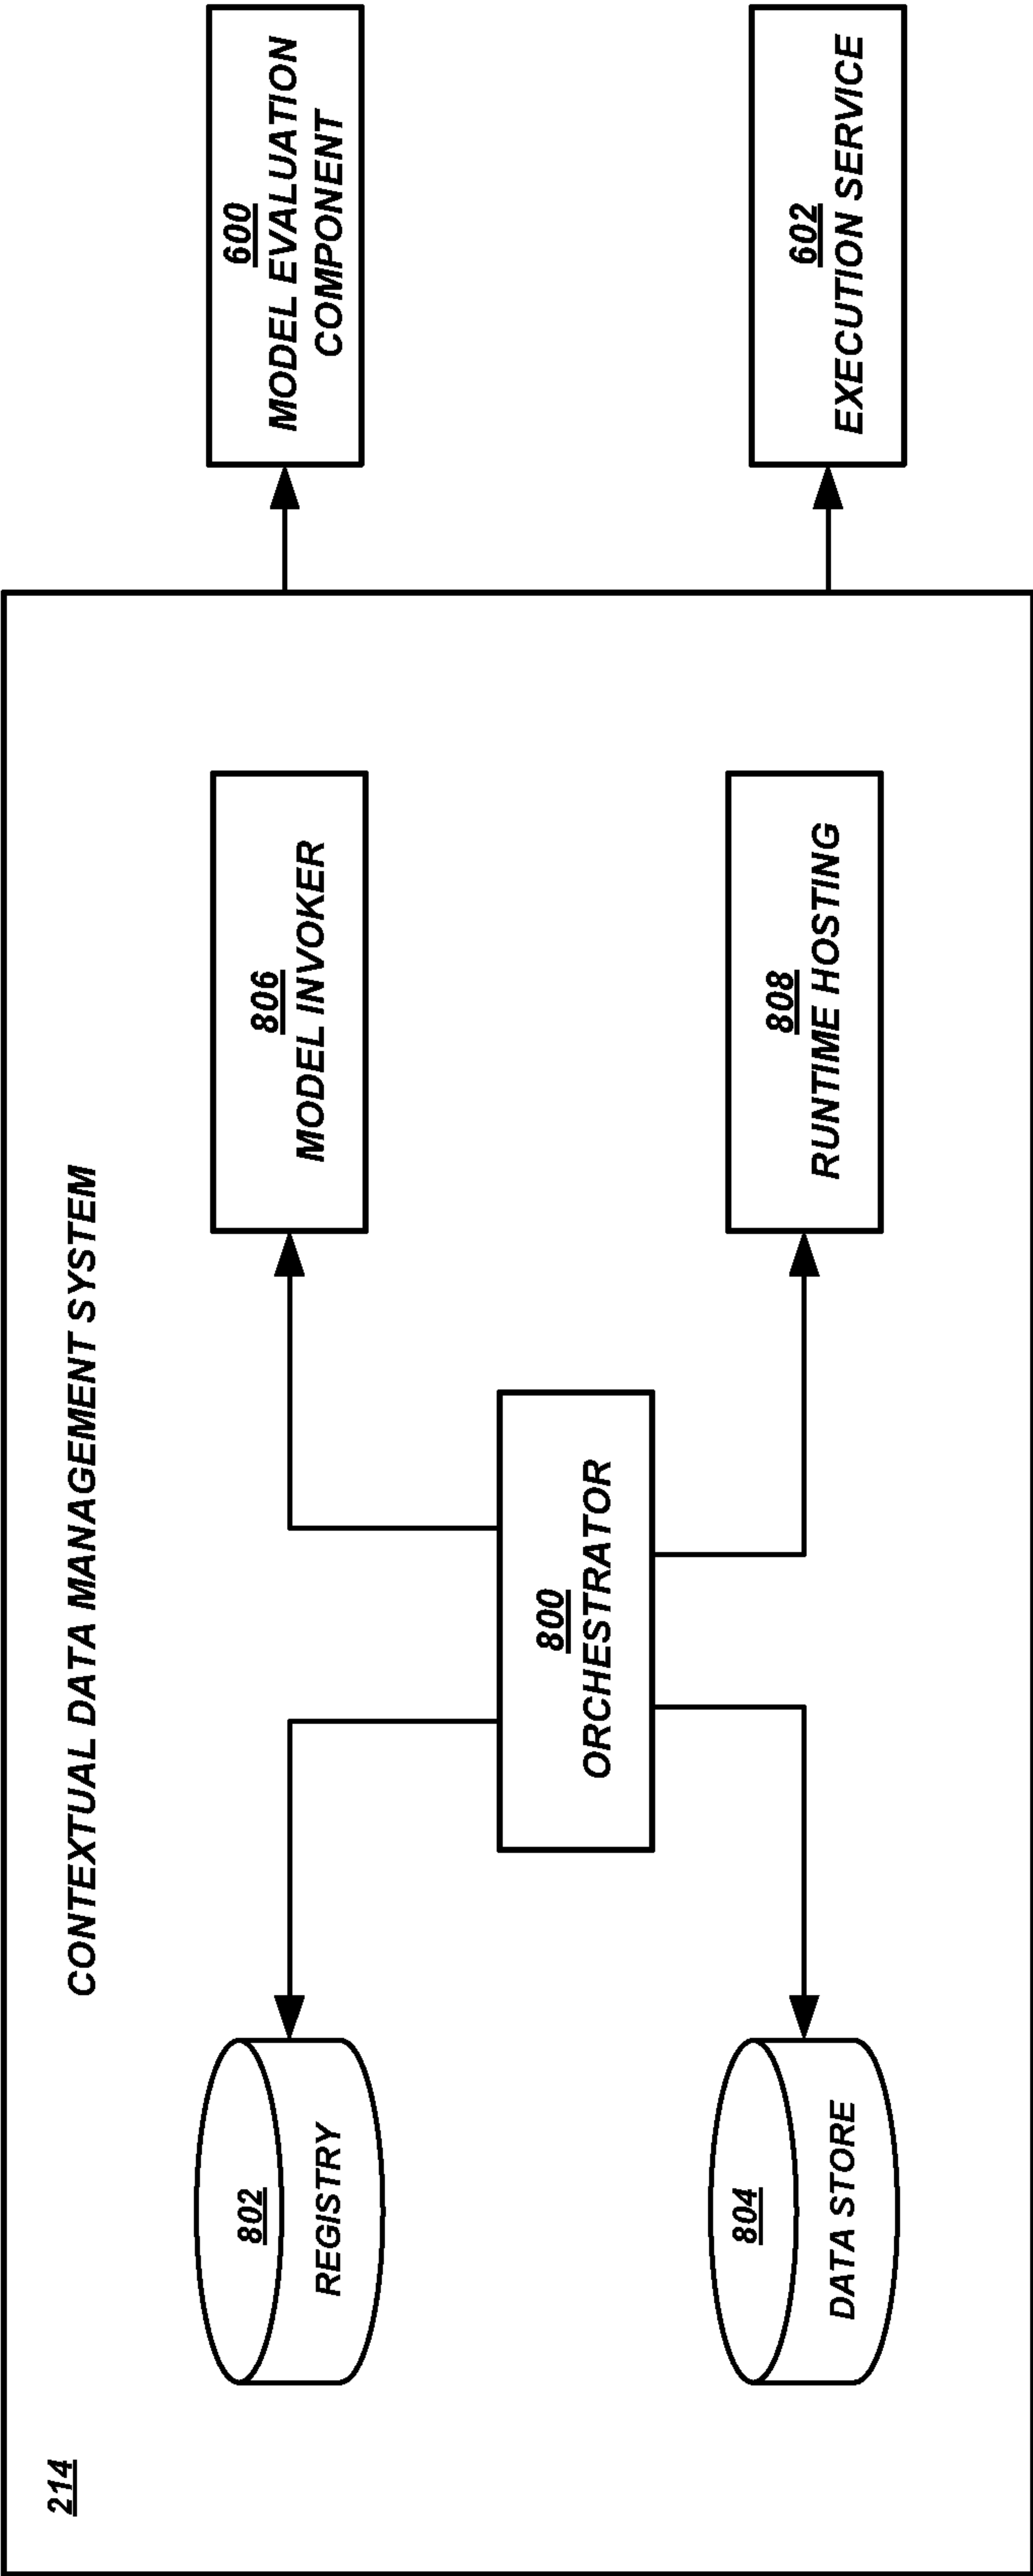 214
CONTEXTUAL DATA MANAGEMENT SYSTEM
802
REGISTRY
806
MODEL INVOKER
600
MODEL EVALUATION
COMPONENT
800
ORCHESTRATOR
804
DATA STORE
808
RUNTIME HOSTING
602
EXECUTION SERVICE